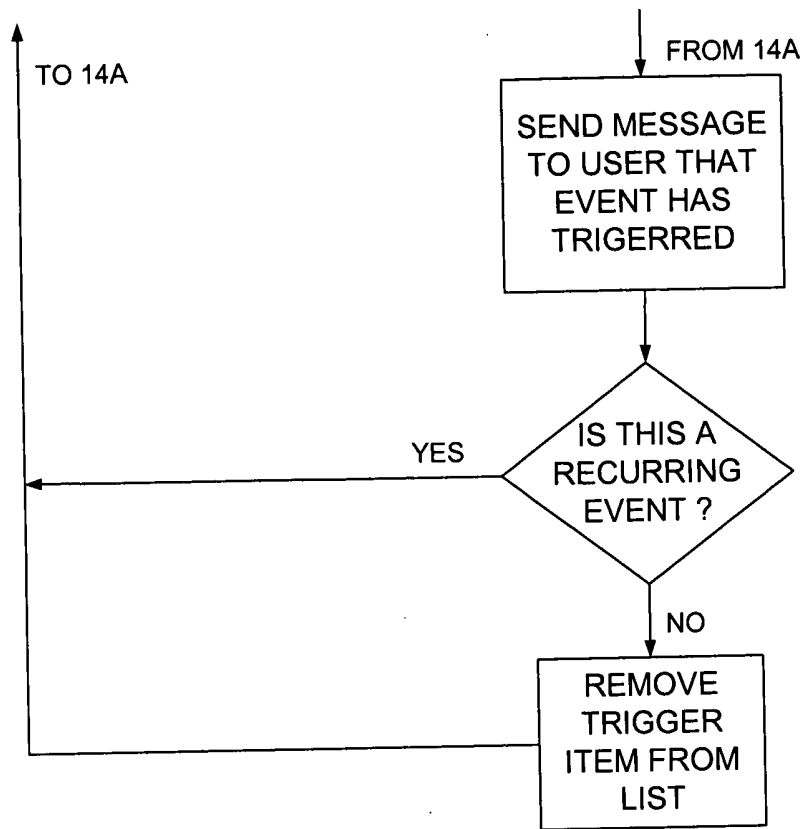 TO 14A
FROM 14A
SEND MESSAGE
TO USER THAT
EVENT HAS
TRIGERRED
YES
IS THIS A
RECURRING
EVENT ?
NO
REMOVE
TRIGGER
ITEM FROM
LIST